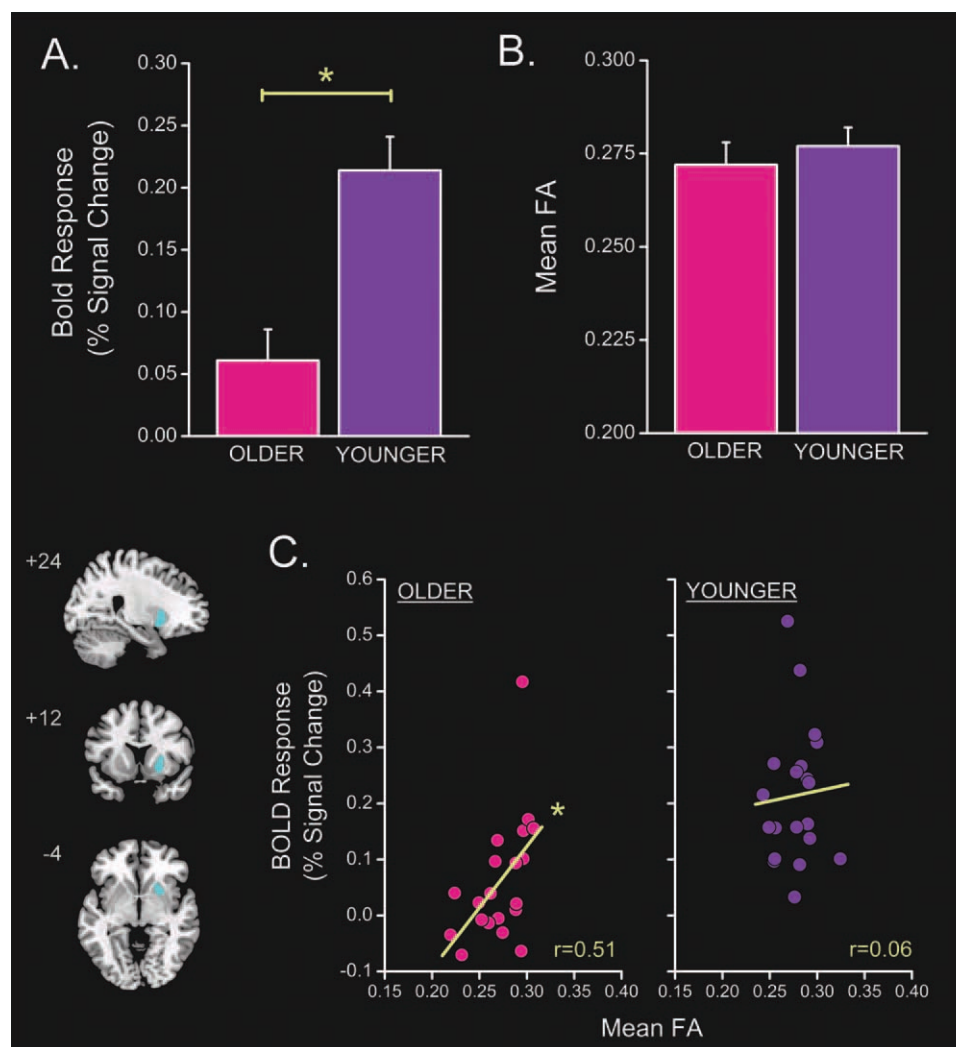 A.
Bold Response
(% Signal Change)
0.30
0.25
0.20
0.15
0.10
0.05
0.00
*
OLDER
YOUNGER
B.
Mean FA
0.300
0.275
0.250
0.225
0.200
OLDER
YOUNGER
+24
+12
-4
C.
BOLD Response
(% Signal Change)
0.6
0.5
0.4
0.3
0.2
0.1
0.0
-0.1
OLDER
*
r=0.51
0.15 0.20 0.25 0.30 0.35 0.40
YOUNGER
r=0.06
0.15 0.20 0.25 0.30 0.35 0.40
Mean FA